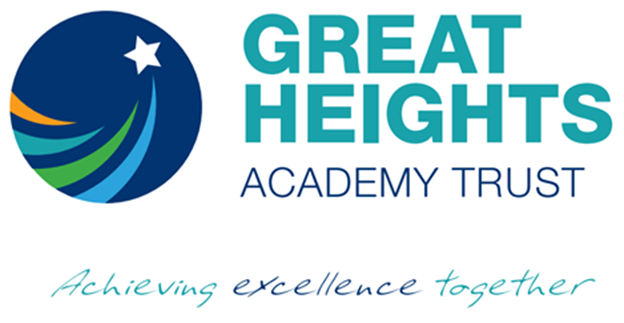 GREAT
HEIGHTS
ACADEMY TRUST
Achieving excellence together